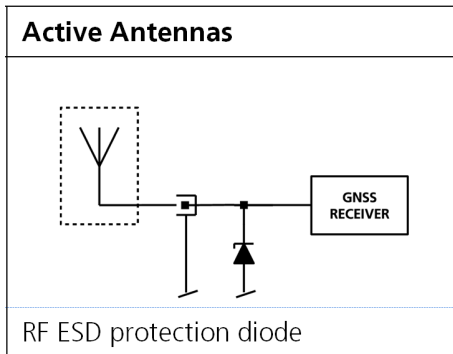 Active Antennas
GNSS
RECEIVER
RF ESD protection diode